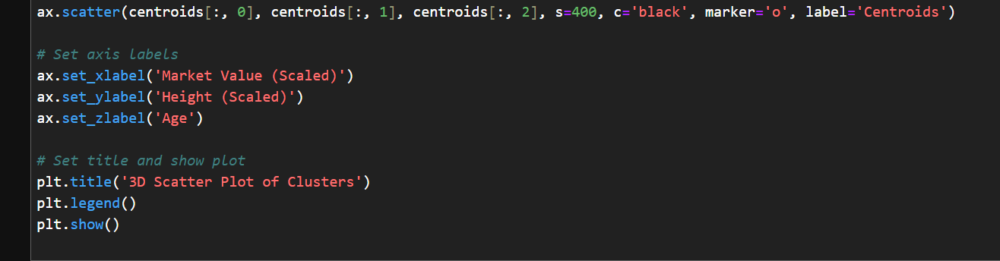 ax.scatter(centroids[:, 0], centroids[:, 1], centroids[:, 2], s=400, c='black', marker='o', label='Centroids')
# Set axis labels
ax.set_xlabel('Market Value (Scaled)')
ax.set_ylabel('Height (Scaled)')
ax.set_zlabel('Age')
# Set title and show plot
plt.title('3D Scatter Plot of Clusters')
plt.legend()
plt.show()